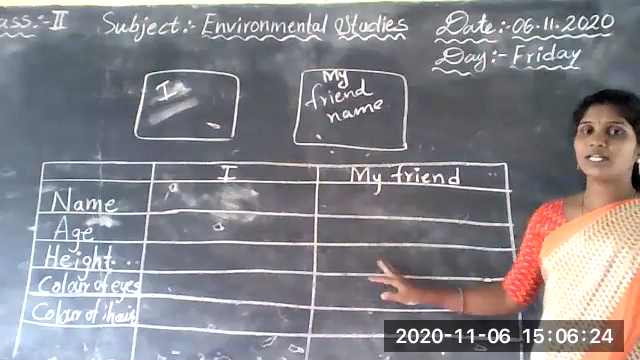 ass:- II Subject:- Environmental Studies Date:- 06.11.2020
Day:- Friday
I
My
friend
name
I My friend
Name
Age
Height
Colour of eyes
Colour of hair
2020-11-06 15:06:24